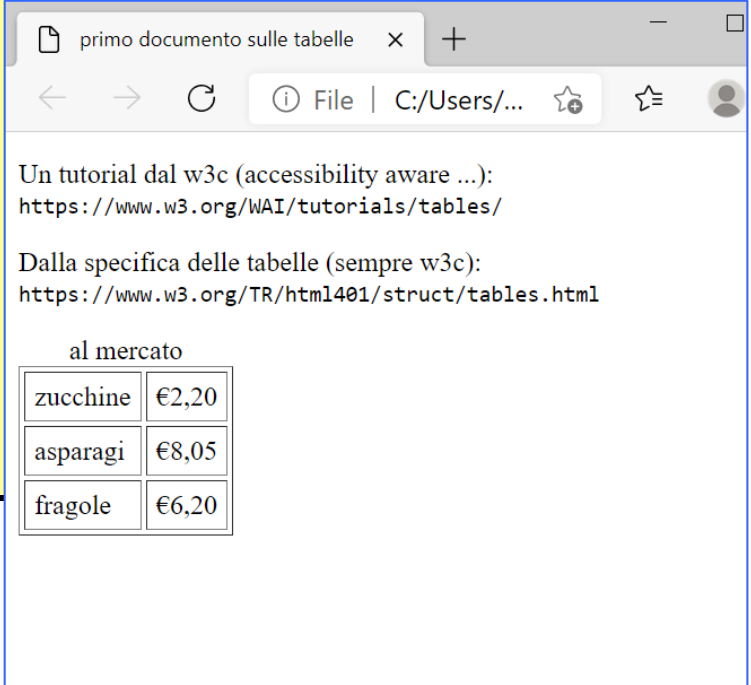 primo documento sulle tabelle
File | C:/Users/...
Un tutorial dal w3c (accessibility aware ...):
https://www.w3.org/WAI/tutorials/tables/
Dalla specifica delle tabelle (sempre w3c):
https://www.w3.org/TR/html401/struct/tables.html
al mercato
zucchine €2,20
asparagi €8,05
fragole €6,20